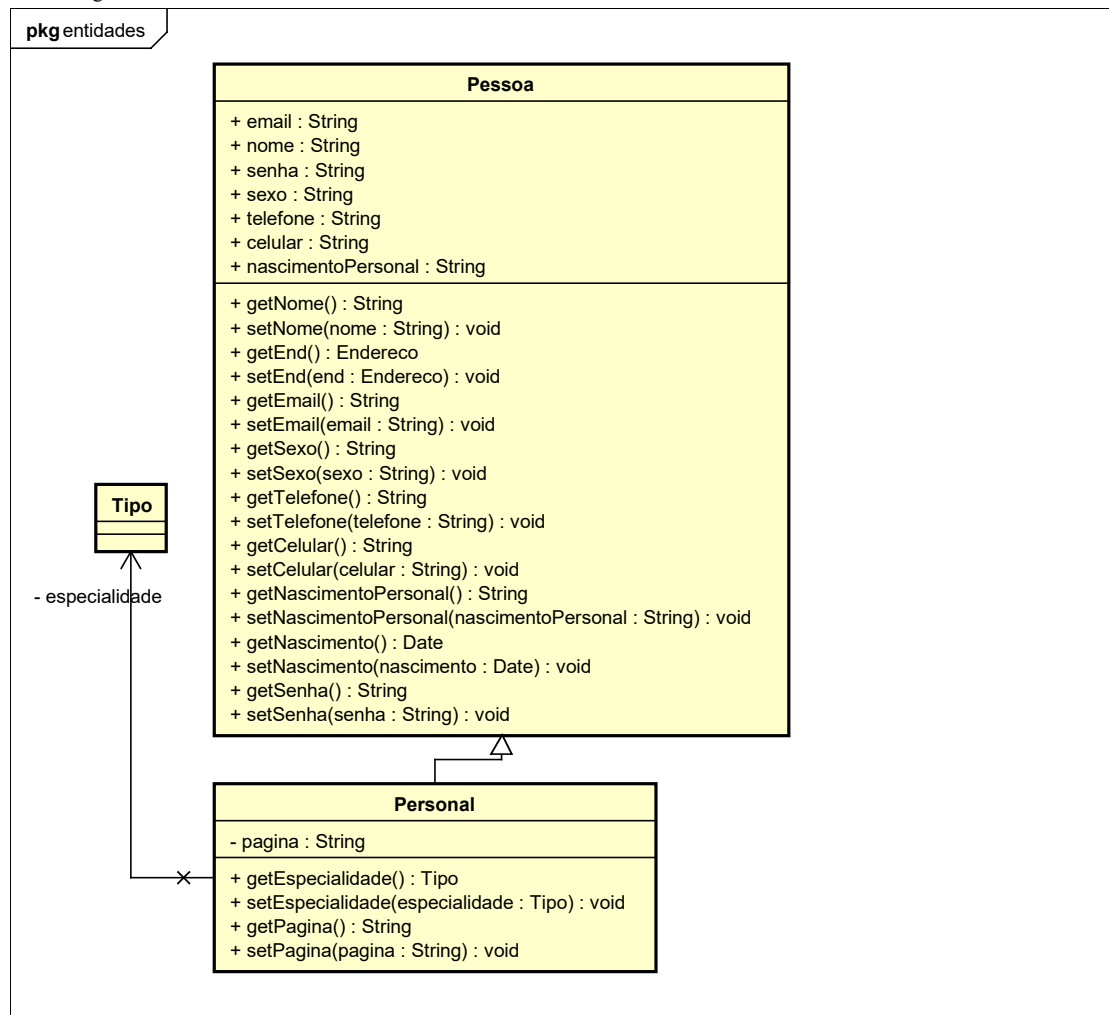 pkg entidades
Pessoa
+ email : String
+ nome : String
+ senha : String
+ sexo : String
+ telefone : String
+ celular : String
+ nascimentoPersonal : String
+ getNome() : String
+ setNome(nome : String) : void
+ getEnd() : Endereco
+ setEnd(end : Endereco) : void
+ getEmail() : String
+ setEmail(email : String) : void
+ getSexo() : String
+ setSexo(sexo : String) : void
+ getTelefone() : String
+ setTelefone(telefone : String) : void
+ getCelular() : String
+ setCelular(celular : String) : void
+ getNascimentoPersonal() : String
+ setNascimentoPersonal(nascimentoPersonal : String) : void
+ getNascimento() : Date
+ setNascimento(nascimento : Date) : void
+ getSenha() : String
+ setSenha(senha : String) : void
Tipo
- especialidade
Personal
- pagina : String
+ getEspecialidade() : Tipo
+ setEspecialidade(especialidade : Tipo) : void
+ getPagina() : String
+ setPagina(pagina : String) : void